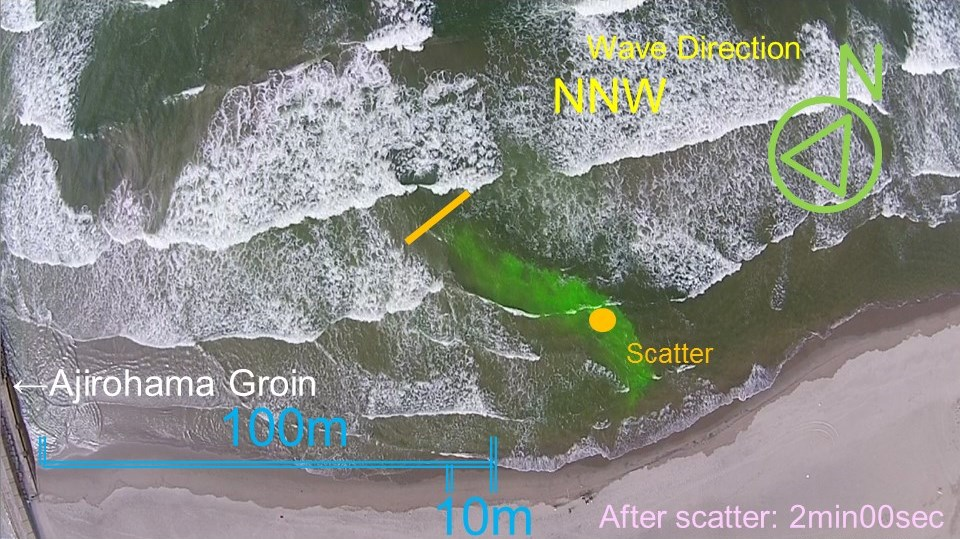 Wave Direction
NNW
N
Scatter
←Ajirohama Groin
100m
10m
After scatter: 2min00sec